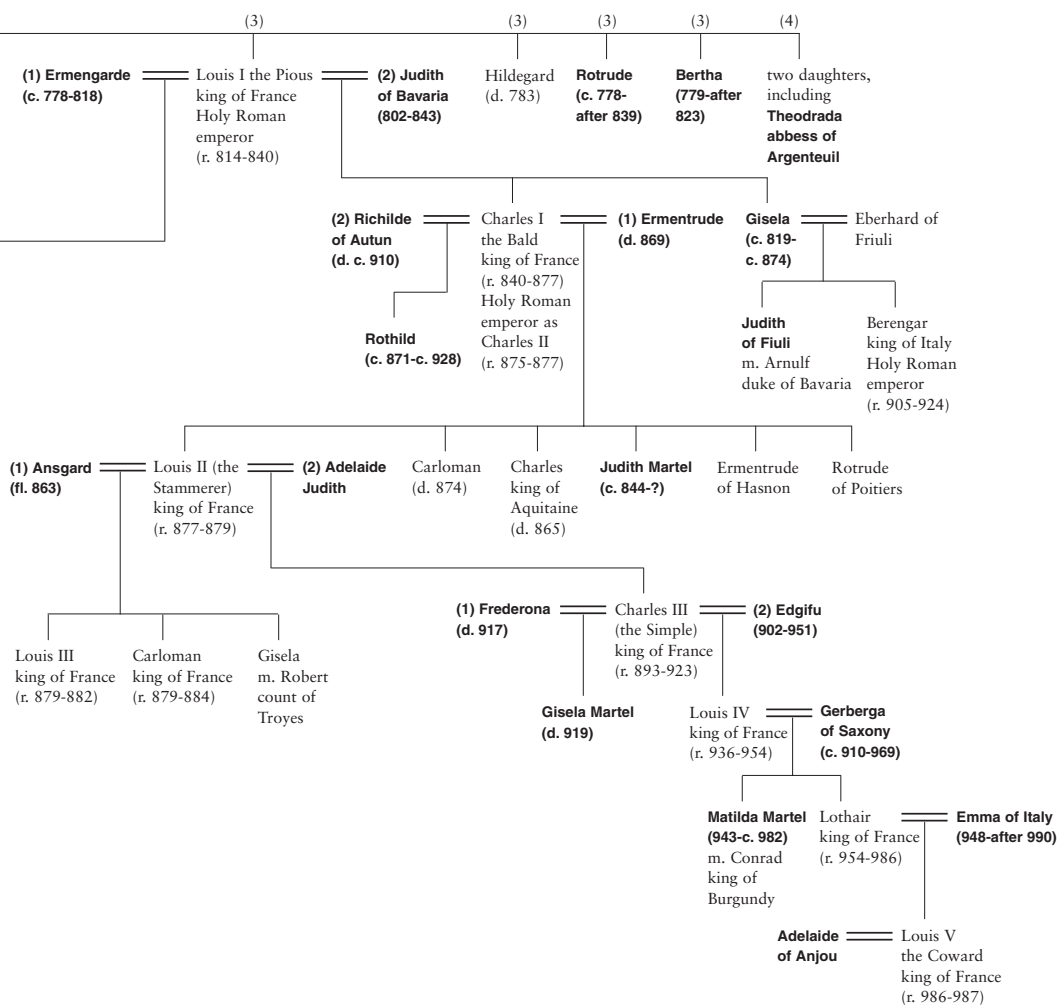 (3)
(3)
(3)
(3)
(4)
(1) Ermengarde
(c. 778-818)
Louis I the Pious
king of France
Holy Roman
emperor
(r. 814-840)
(2) Judith
of Bavaria
(802-843)
Hildegard
(d. 783)
Rotrude
(c. 778-
after 839)
Bertha
(779-after
823)
two daughters,
including
Theodrada
abbess of
Argenteuil
(2) Richilde
of Autun
(d. c. 910)
Charles I
the Bald
king of France
(r. 840-877)
Holy Roman
emperor as
Charles II
(r. 875-877)
(1) Ermentrude
(d. 869)
Gisela
(c. 819-
c. 874)
Eberhard of
Friuli
Rothild
(c. 871-c. 928)
Judith
of Fiuli
m. Arnulf
duke of Bavaria
Berengar
king of Italy
Holy Roman
emperor
(r. 905-924)
(1) Ansgard
(fl. 863)
Louis II (the
Stammerer)
king of France
(r. 877-879)
(2) Adelaide
Judith
Carloman
(d. 874)
Charles
king of
Aquitaine
(d. 865)
Judith Martel
(c. 844-?)
Ermentrude
of Hasnon
Rotrude
of Poitiers
(1) Frederona
(d. 917)
Charles III
(the Simple)
king of France
(r. 893-923)
(2) Edgifu
(902-951)
Louis III
king of France
(r. 879-882)
Carloman
king of France
(r. 879-884)
Gisela
m. Robert
count of
Troyes
Gisela Martel
(d. 919)
Louis IV
king of France
(r. 936-954)
Gerberga
of Saxony
(c. 910-969)
Matilda Martel
(943-c. 982)
m. Conrad
king of
Burgundy
Lothair
king of France
(r. 954-986)
Emma of Italy
(948-after 990)
Adelaide
of Anjou
Louis V
the Coward
king of France
(r. 986-987)